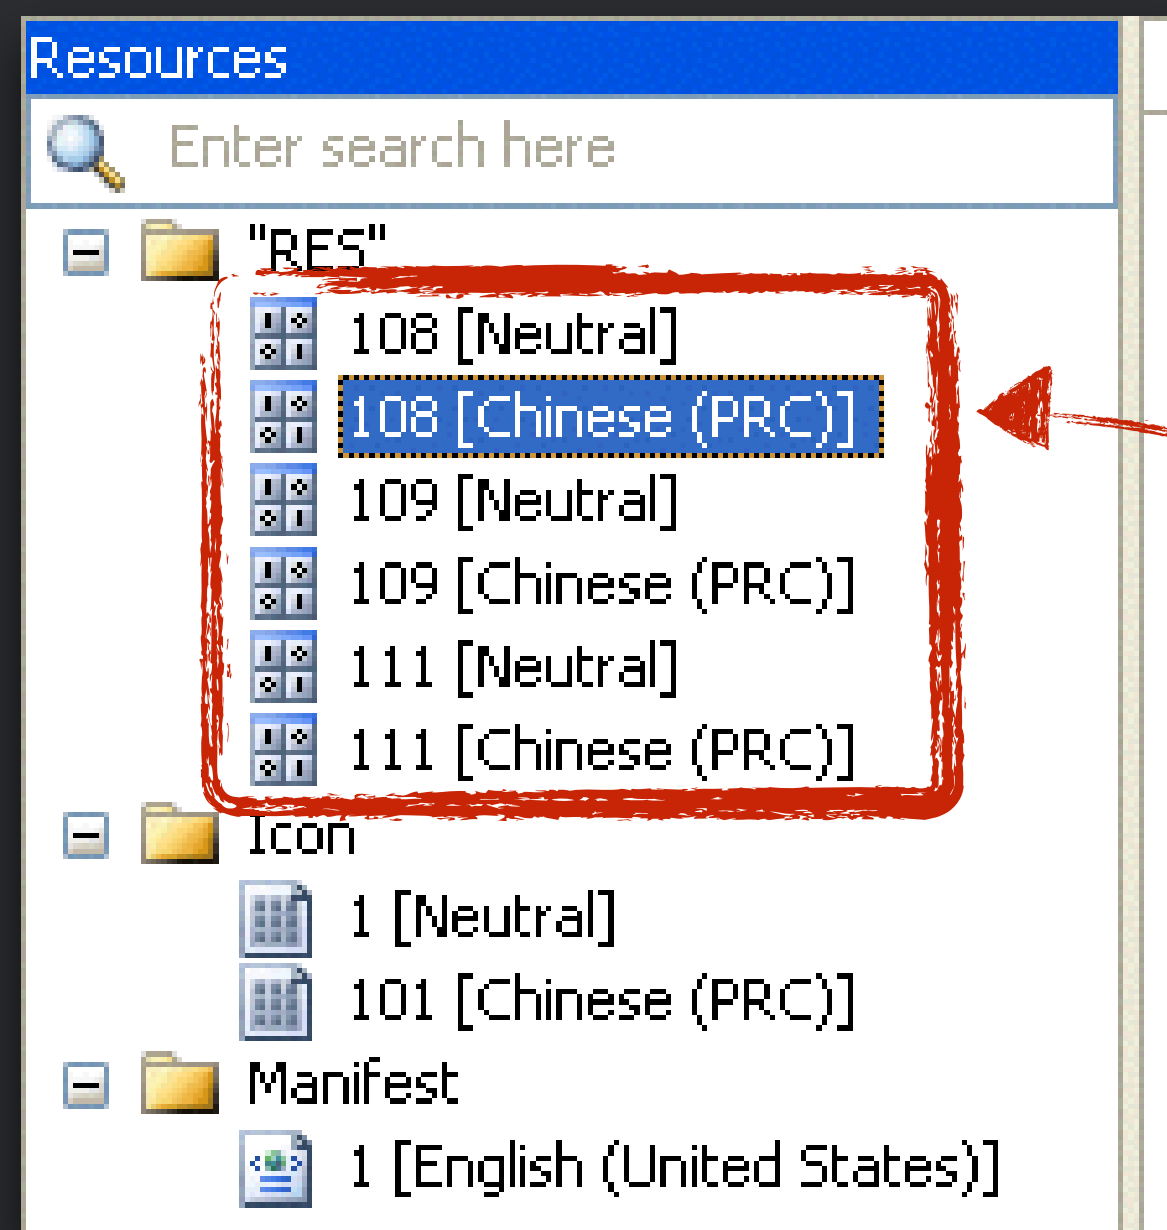 Resources
Enter search here
"RES"
108 [Neutral]
108 [Chinese (PRC)]
109 [Neutral]
109 [Chinese (PRC)]
111 [Neutral]
111 [Chinese (PRC)]
Icon
1 [Neutral]
101 [Chinese (PRC)]
Manifest
1 [English (United States)]